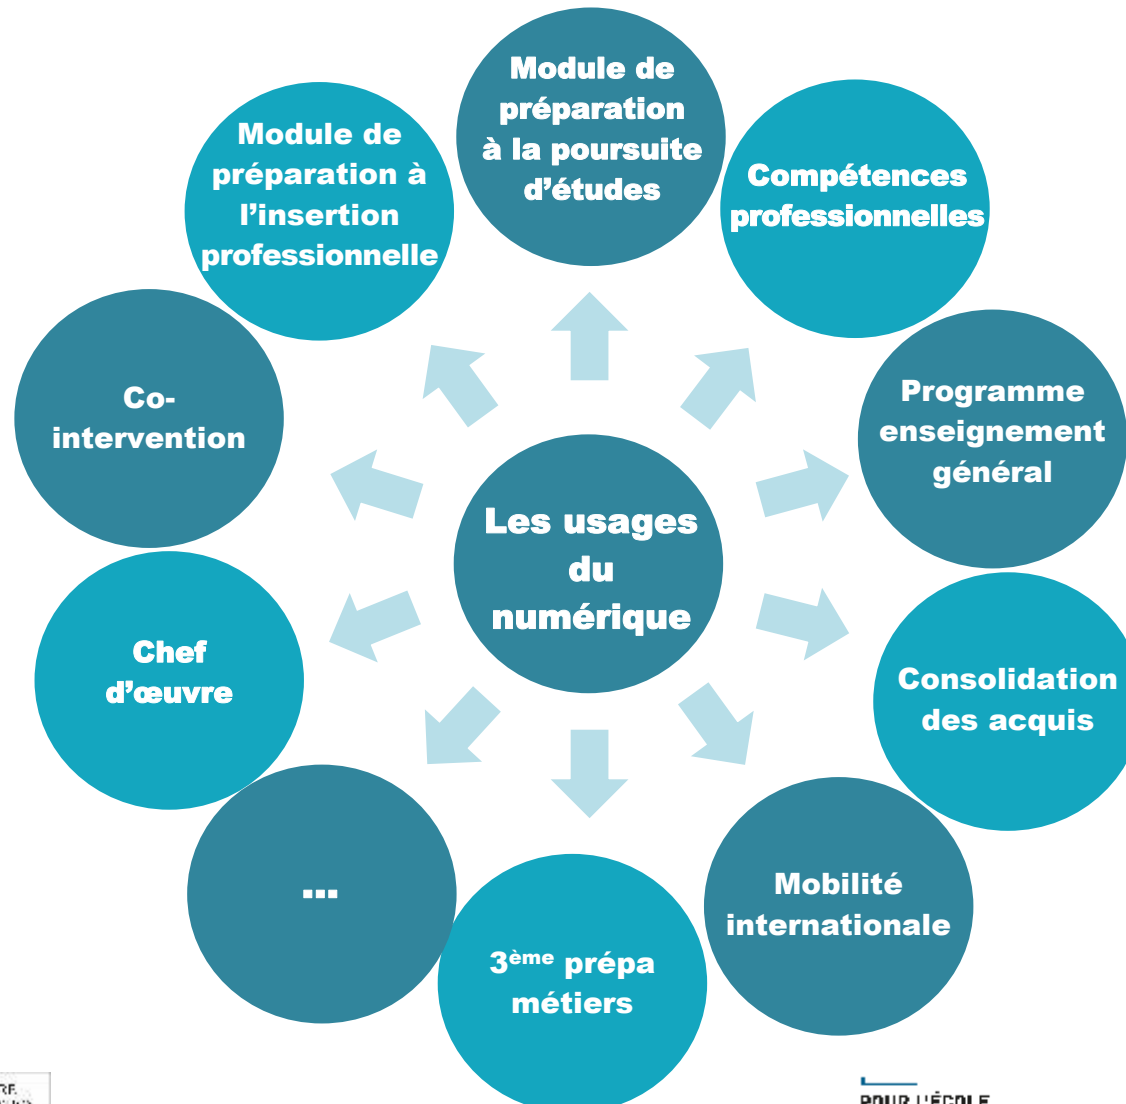 Module de
préparation
à la poursuite
d’études
Compétences
professionnelles
Programme
enseignement
général
Consolidation
des acquis
Mobilité
internationale
3ème prépa
métiers
...
Chef
d’œuvre
Co-
intervention
Module de
préparation à
l’insertion
professionnelle
Les usages
du
numérique
POUR L'ÉCOLE